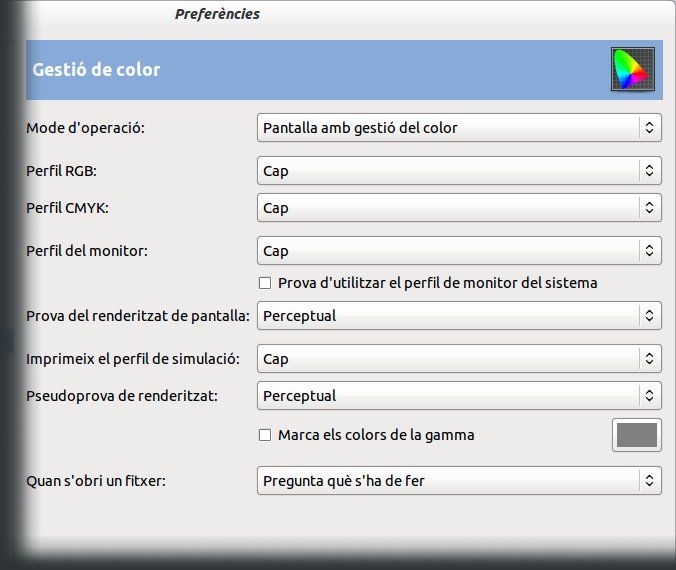 Preferències
Gestió de color
Mode d'operació: Pantalla amb gestió del color
Perfil RGB: Cap
Perfil CMYK: Cap
Perfil del monitor: Cap
Prova d'utilitzar el perfil de monitor del sistema
Prova del renderitzat de pantalla: Perceptual
Imprimeix el perfil de simulació: Cap
Pseudoprova de renderitzat: Perceptual
Marca els colors de la gamma
Quan s'obri un fitxer: Pregunta què s'ha de fer